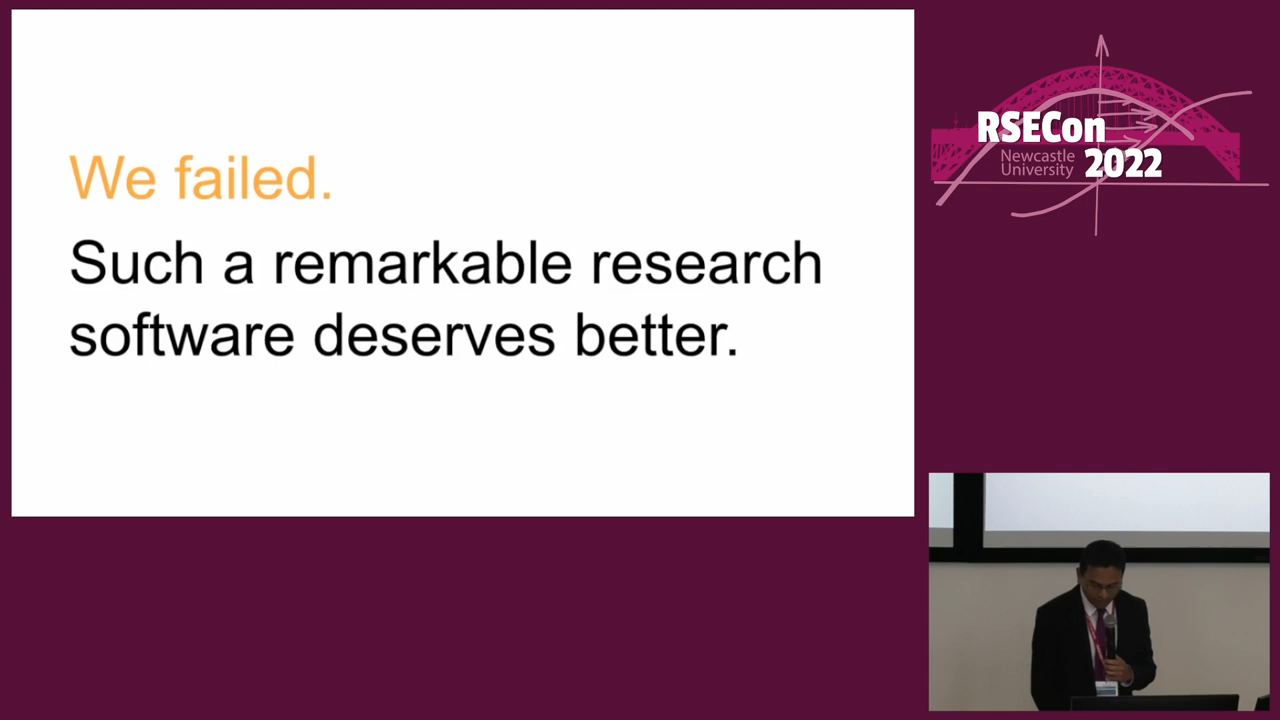 We failed.
Such a remarkable research
software deserves better.
RSECon
Newcastle
University
2022